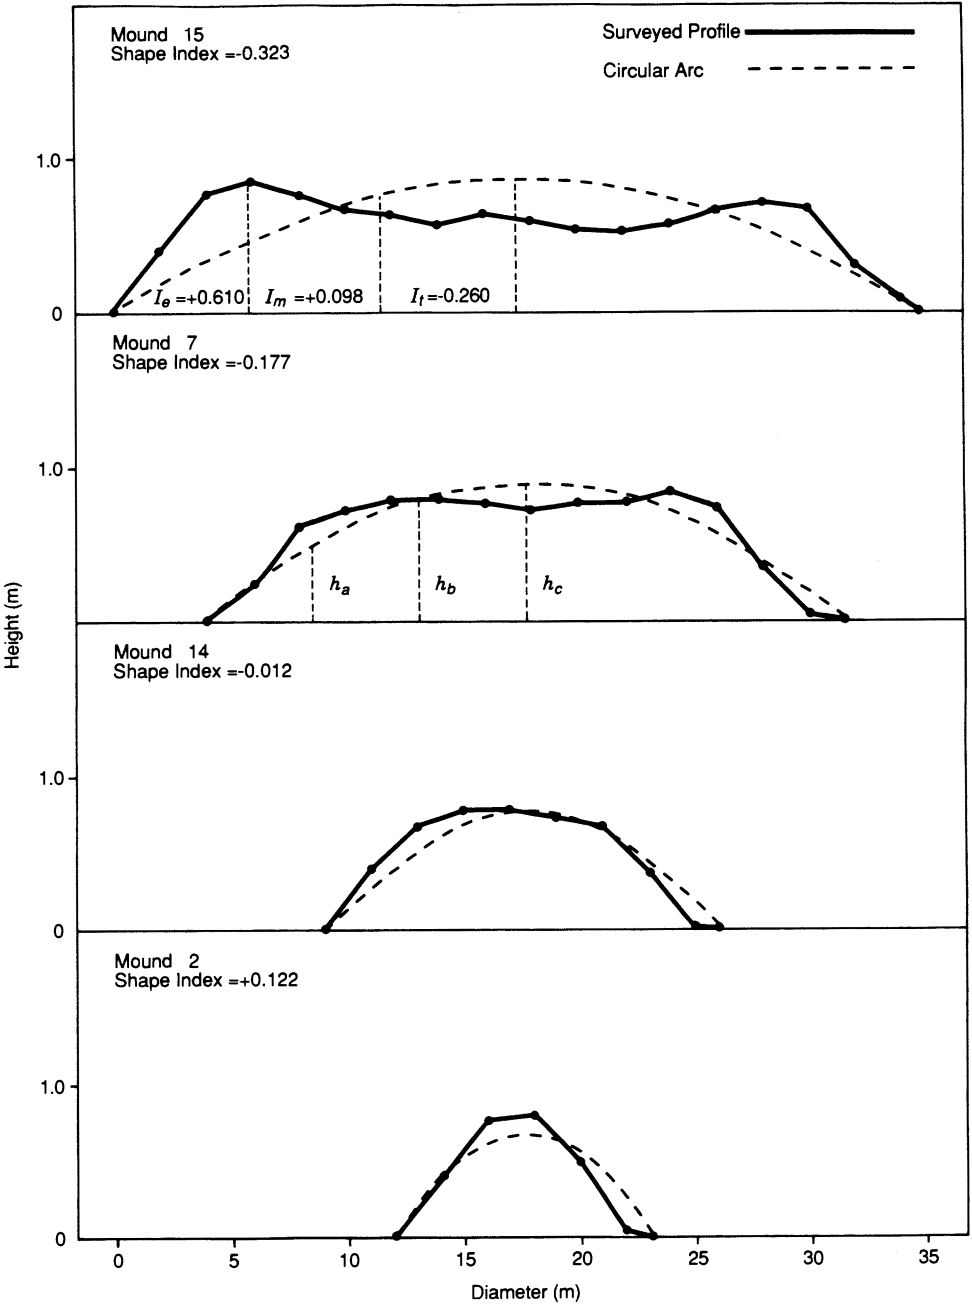 Mound 15
Shape Index =-0.323
Surveyed Profile
Circular Arc
1.0
0
Ie =+0.610
Im =+0.098
It=-0.260
Mound 7
Shape Index =-0.177
1.0
ha
hb
hc
Height (m)
Mound 14
Shape Index =-0.012
1.0
0
Mound 2
Shape Index =+0.122
1.0
0
0 5 10 15 20 25 30 35
Diameter (m)